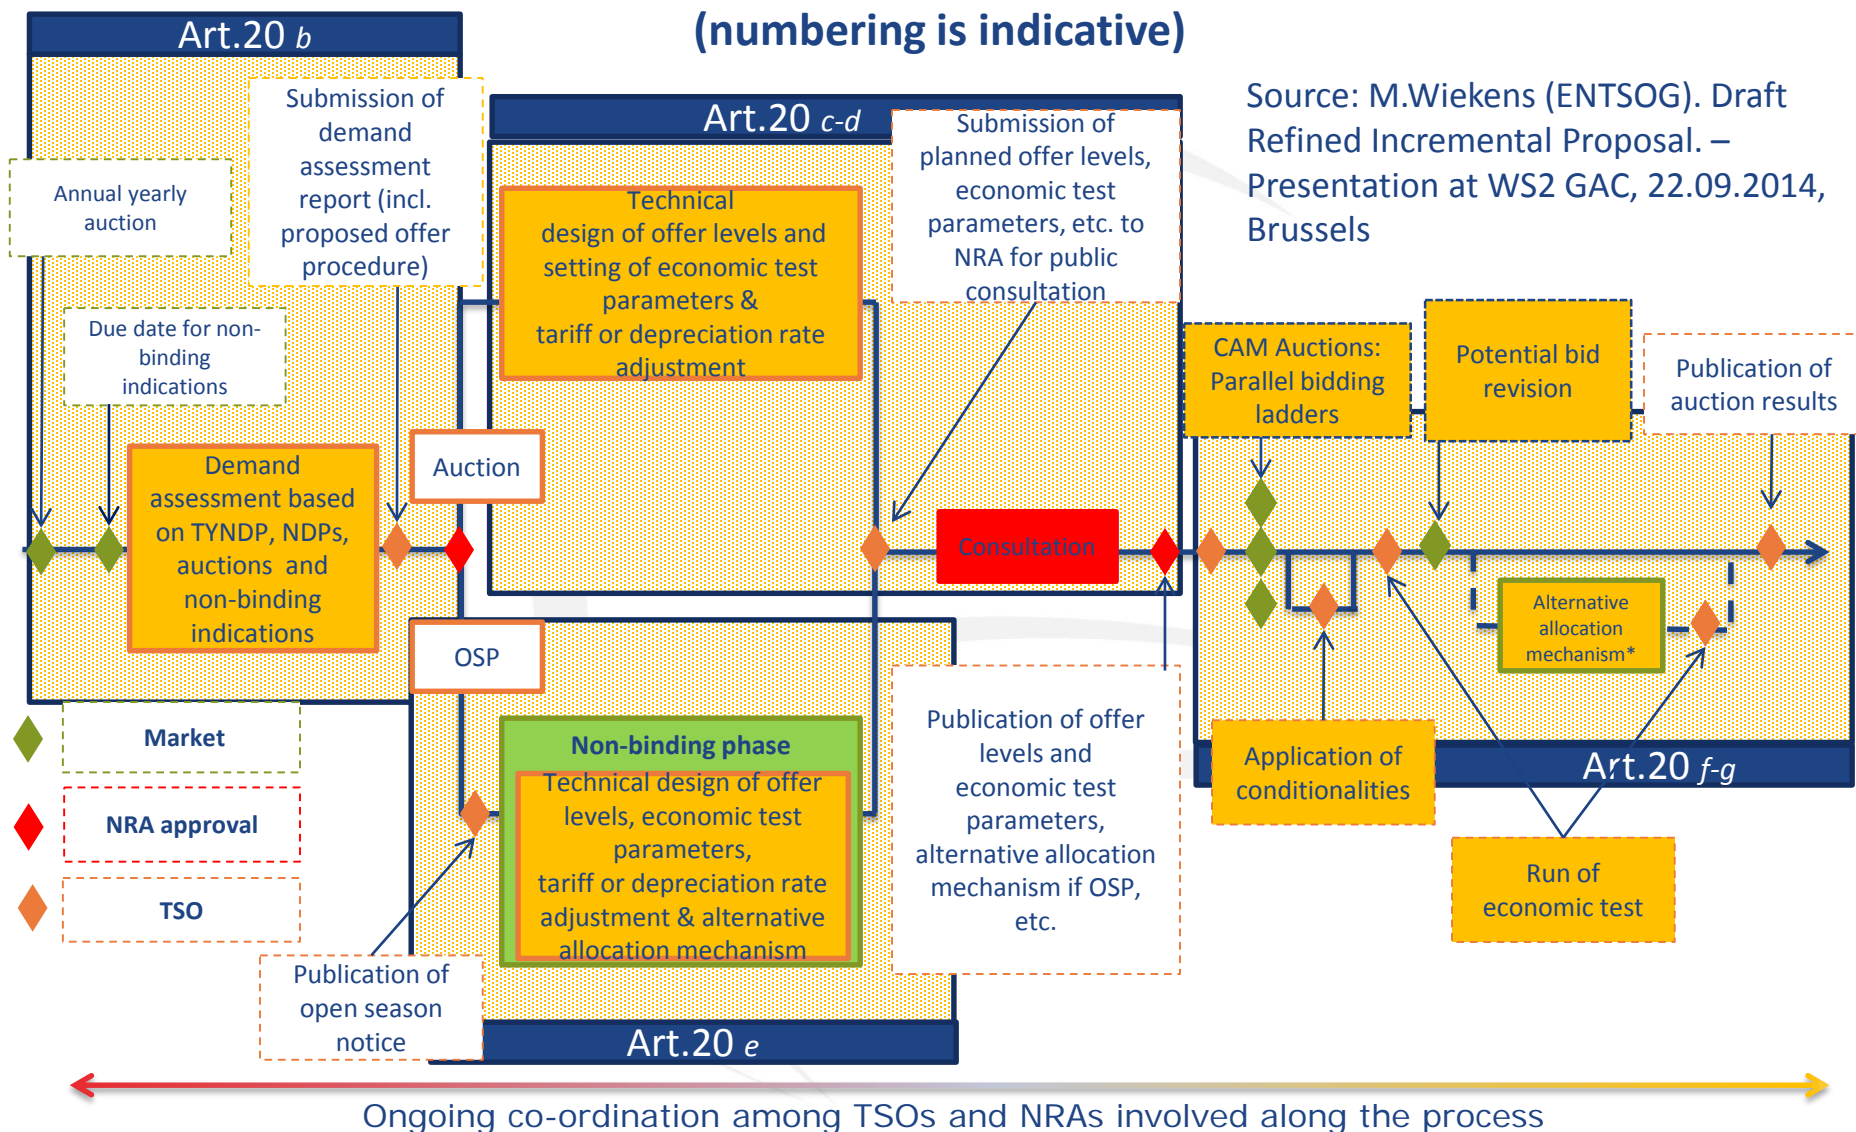 (numbering is indicative)
Art.20 b
Submission of
demand
assessment
report (incl.
proposed offer
procedure)
Annual yearly
auction
Due date for non-
binding
indications
Demand
assessment based
on TYNDP, NDPs,
auctions and
non-binding
indications
Auction
OSP
Art.20 c-d
Technical
design of offer levels and
setting of economic test
parameters &
tariff or depreciation rate
adjustment
Submission of
planned offer levels,
economic test
parameters, etc. to
NRA for public
consultation
Consultation
Source: M.Wiekens (ENTSOG). Draft
Refined Incremental Proposal. –
Presentation at WS2 GAC, 22.09.2014,
Brussels
CAM Auctions:
Parallel bidding
ladders
Potential bid
revision
Publication of
auction results
Alternative
allocation
mechanism*
Application of
conditionalities
Art.20 f-g
Run of
economic test
Publication of offer
levels and
economic test
parameters,
alternative allocation
mechanism if OSP,
etc.
Non-binding phase
Technical design of offer
levels, economic test
parameters,
tariff or depreciation rate
adjustment & alternative
allocation mechanism
Market
NRA approval
TSO
Publication of
open season
notice
Art.20 e
Ongoing co-ordination among TSOs and NRAs involved along the process